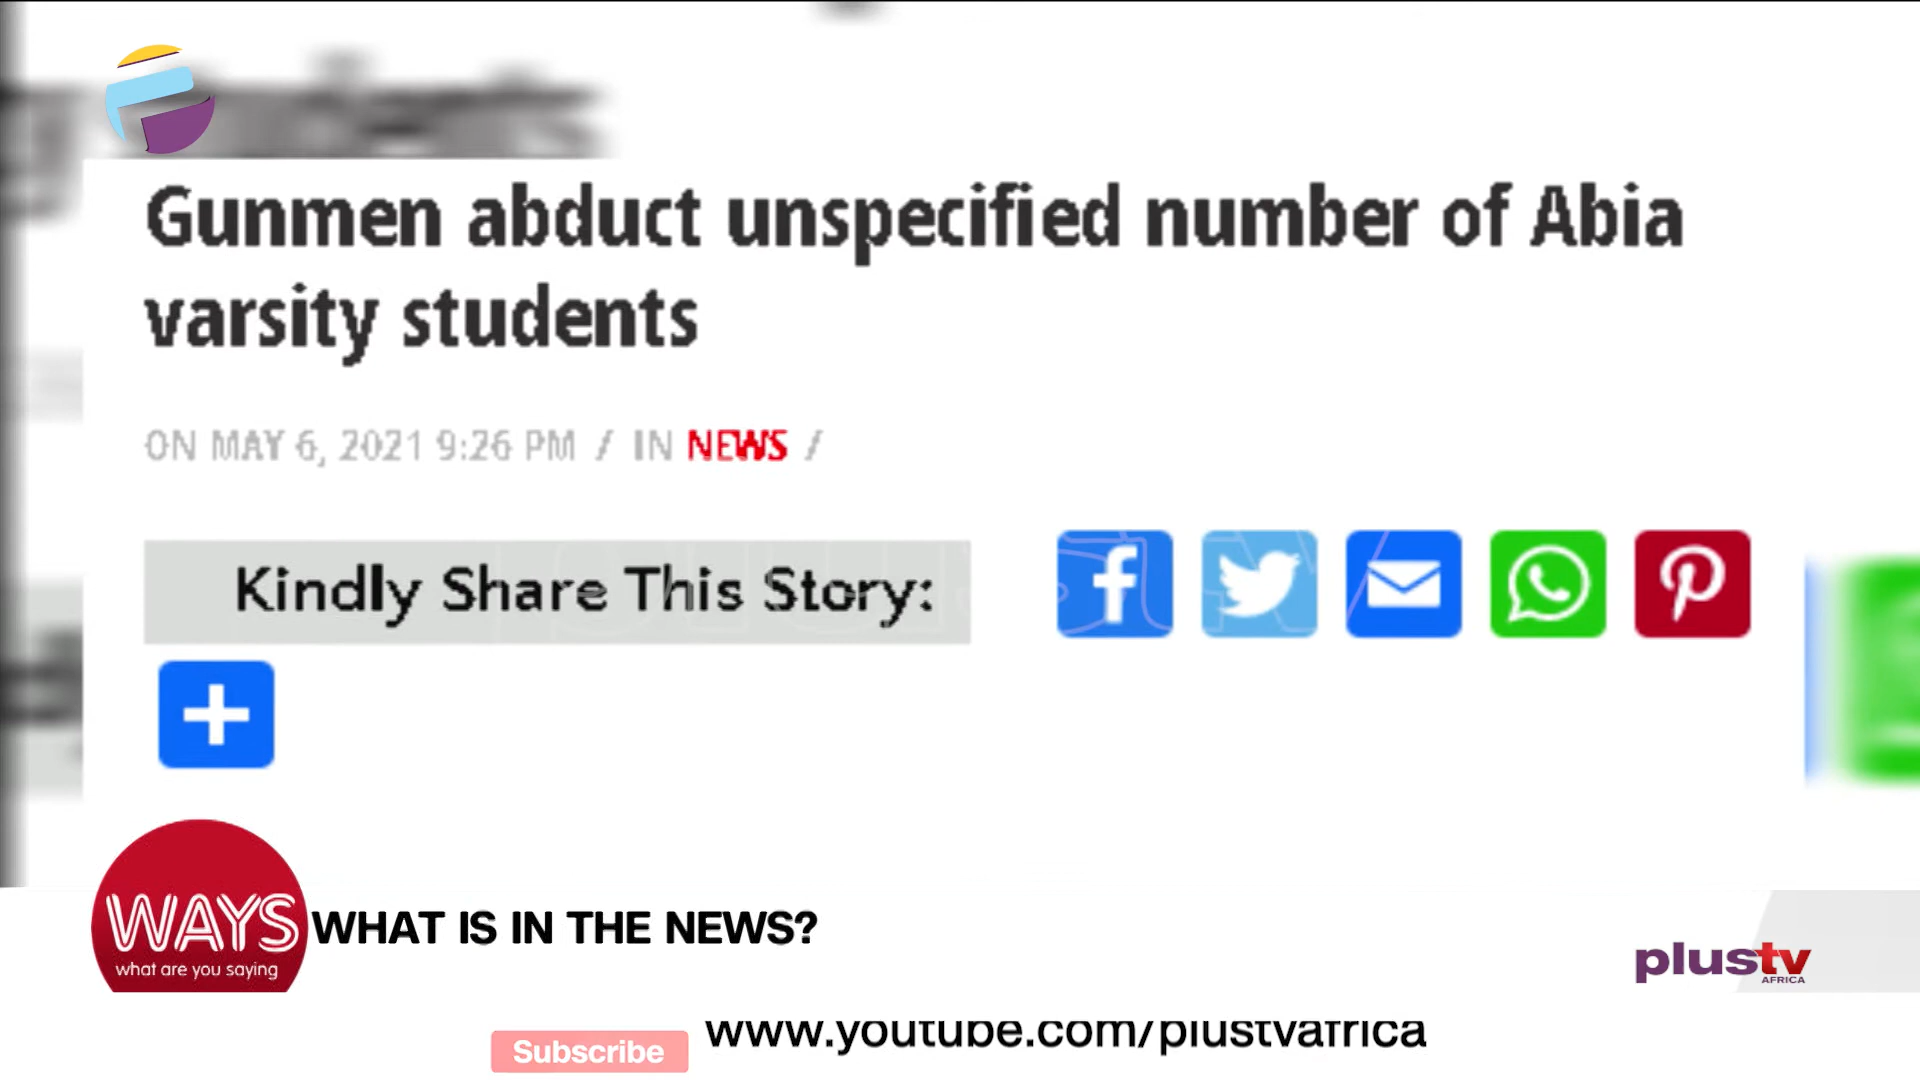 Gunmen abduct unspecified number of Abia
varsity students
ON MAY 6, 2021 9:26 PM / IN NEWS /
Kindly Share This Story:
WAYS
what are you saying
WHAT IS IN THE NEWS?
plustv
AFRICA
Subscribe
www.youtube.com/plustvafrica